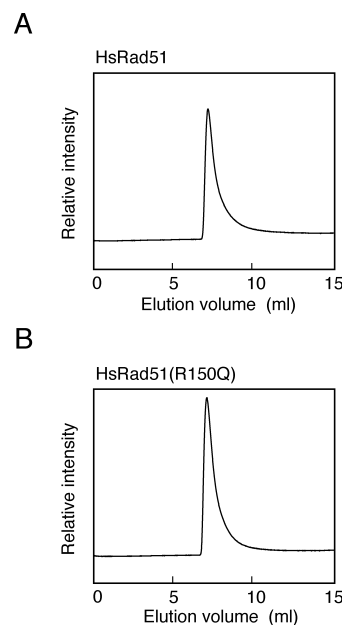 A
HsRad51
Relative intensity
0 5 10 15
Elution volume (ml)
B
HsRad51(R150Q)
Relative intensity
0 5 10 15
Elution volume (ml)